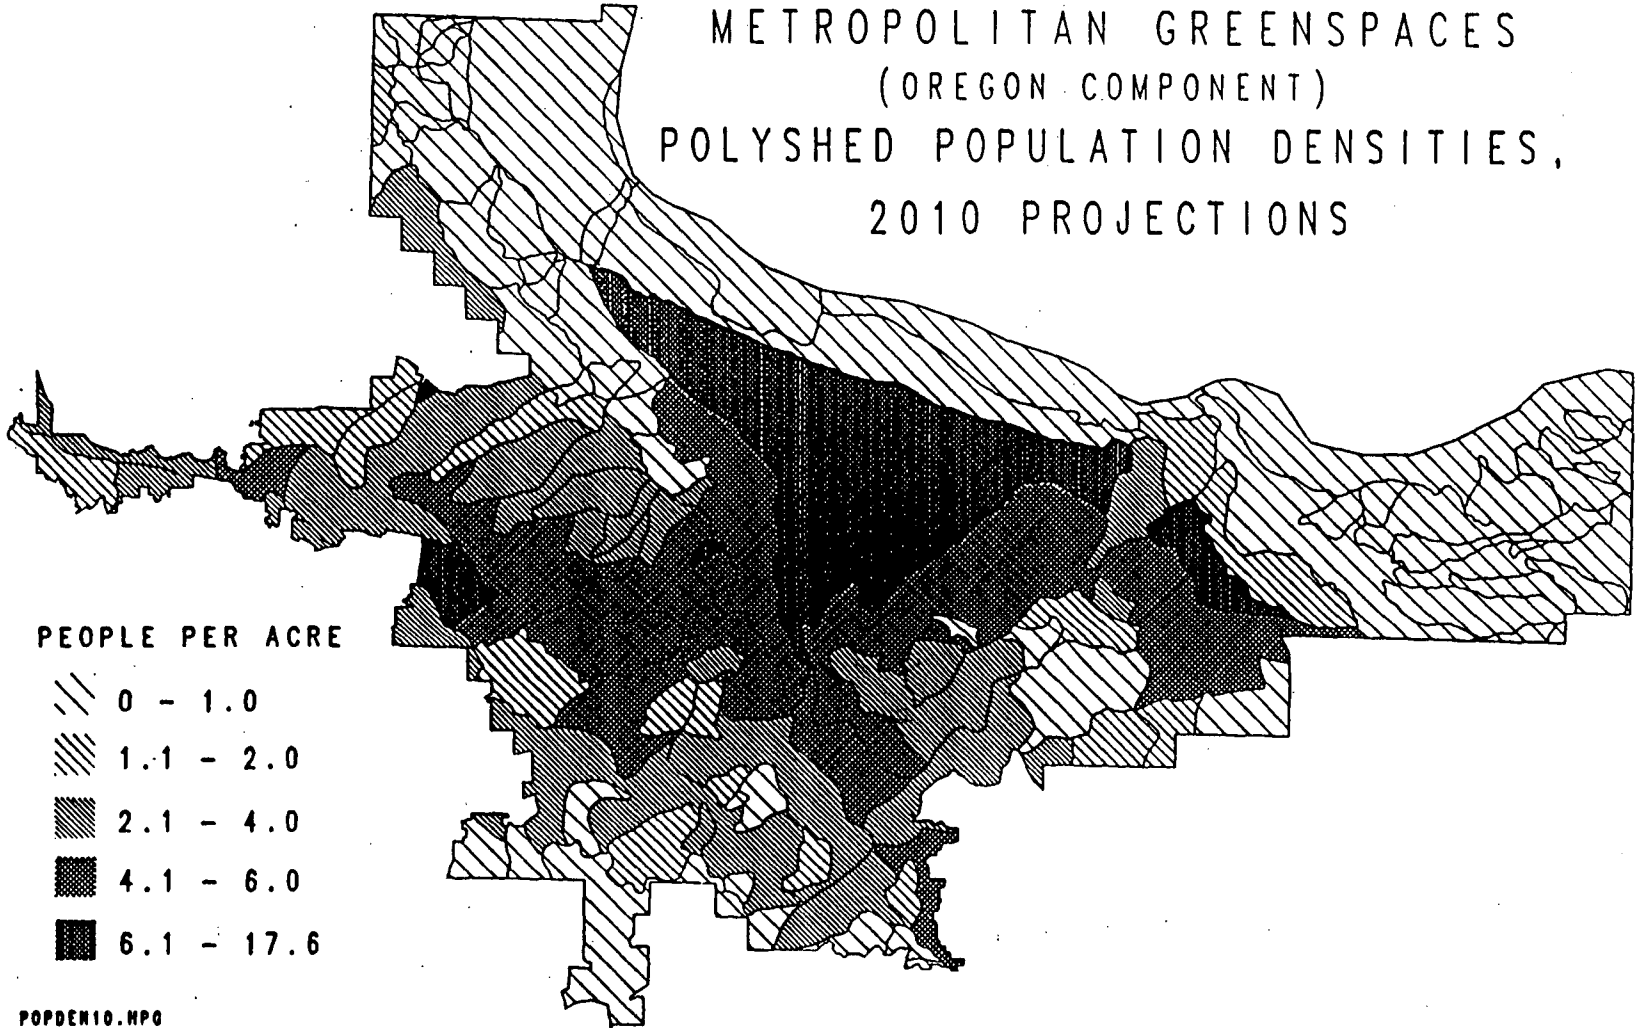 METROPOLITAN GREENSPACES
(OREGON COMPONENT)
POLYSHED POPULATION DENSITIES,
2010 PROJECTIONS
PEOPLE PER ACRE
0 - 1.0
1.1 - 2.0
2.1 - 4.0
4.1 - 6.0
6.1 - 17.6
POPDEN10.MPG